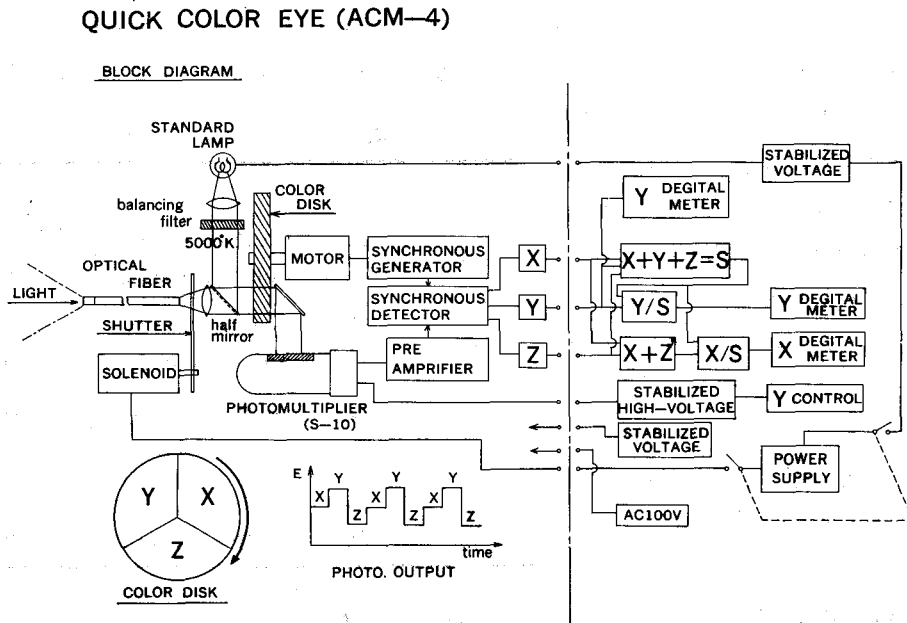 QUICK COLOR EYE (ACM—4)
BLOCK DIAGRAM
STANDARD
LAMP
STABILIZED
VOLTAGE
COLOR
DISK
Y DEGITAL
METER
balancing
filter
5000°K
MOTOR
SYNCHRONOUS
GENERATOR
X
X+Y+Z=S
OPTICAL
FIBER
LIGHT
SYNCHRONOUS
DETECTOR
Y
Y/S
Y DEGITAL
METER
SHUTTER
half
mirror
PRE
AMPRIFIER
Z
X+Z
X/S
X DEGITAL
METER
SOLENOID
PHOTOMULTIPLIER
(S—10)
STABILIZED
HIGH—VOLTAGE
Y CONTROL
STABILIZED
VOLTAGE
POWER
SUPPLY
AC100V
Y X
Z
COLOR DISK
E
X Y Z X Y Z X Y Z
time
PHOTO. OUTPUT